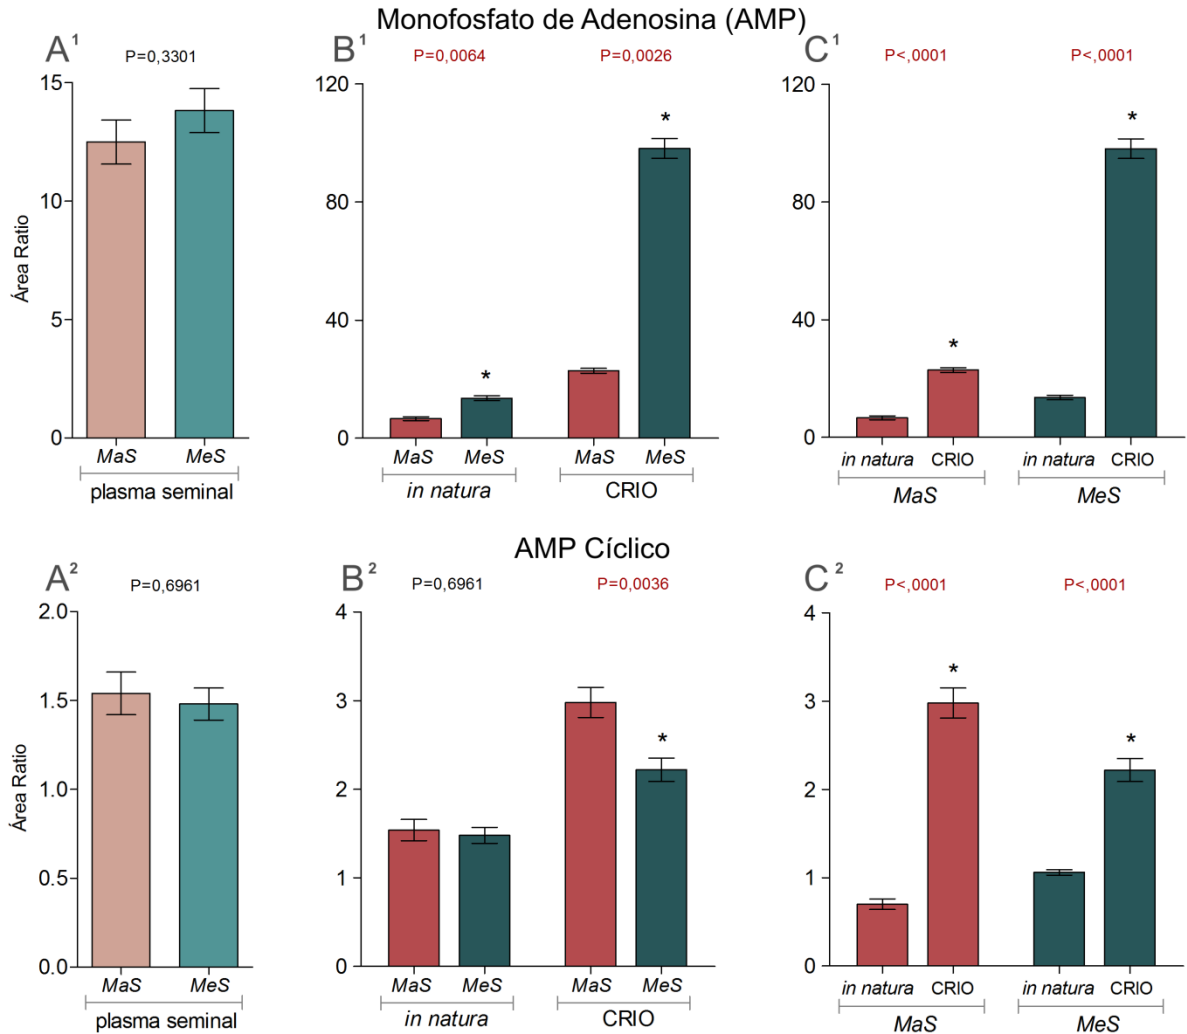 Monofosfato de Adenosina (AMP)
A¹ B¹ C¹
P=0,3301 P=0,0064 P=0,0026 P<,0001 P<,0001
Área Ratio
15
10
5
0
120
80
40
0
120
80
40
0
* * * *
MaS MeS MaS MeS MaS MeS in natura CRIO in natura CRIO
plasma seminal in natura CRIO MaS MeS
AMP Cíclico
A² B² C²
P=0,6961 P=0,6961 P=0,0036 P<,0001 P<,0001
Área Ratio
2.0
1.5
1.0
0.5
0.0
4
3
2
1
0
4
3
2
1
0
* * *
MaS MeS MaS MeS MaS MeS in natura CRIO in natura CRIO
plasma seminal in natura CRIO MaS MeS